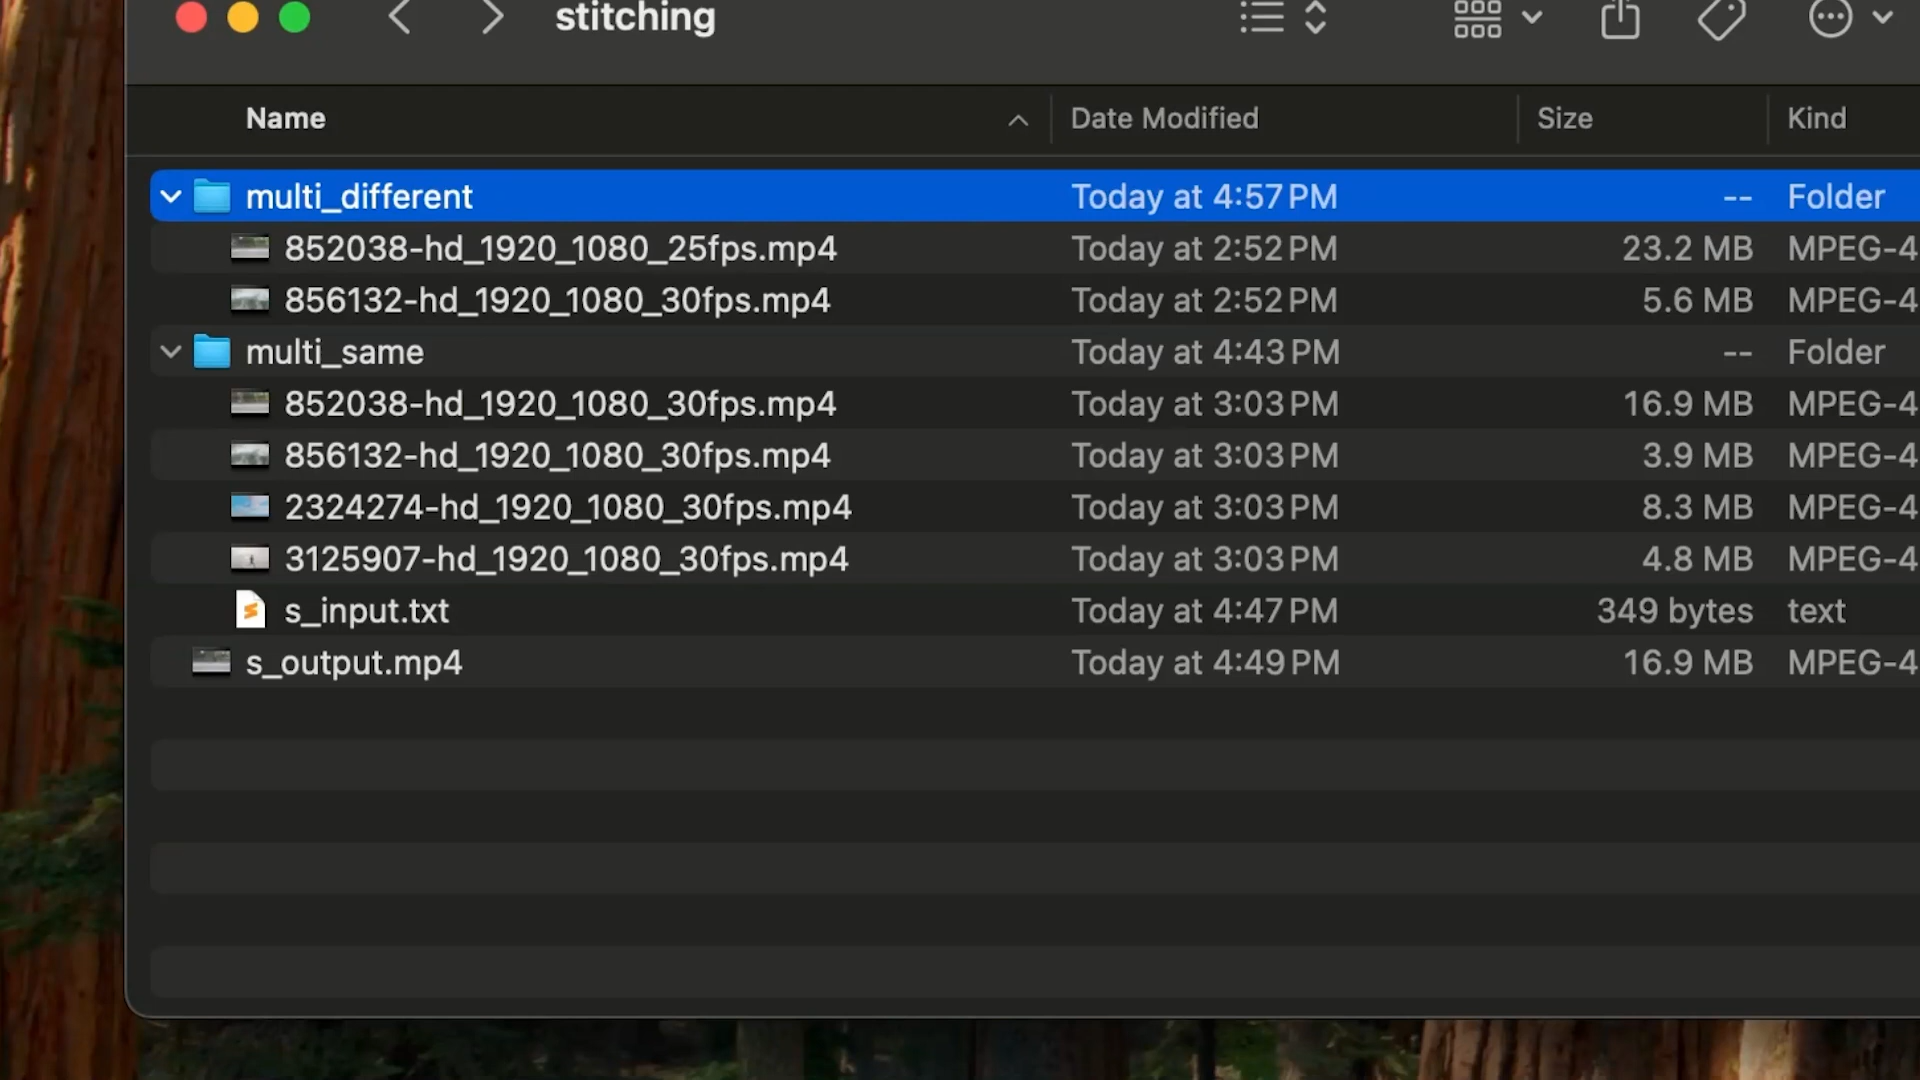 stitching
Name Date Modified Size Kind
multi_different Today at 4:57 PM -- Folder
852038-hd_1920_1080_25fps.mp4 Today at 2:52 PM 23.2 MB MPEG-4
856132-hd_1920_1080_30fps.mp4 Today at 2:52 PM 5.6 MB MPEG-4
multi_same Today at 4:43 PM -- Folder
852038-hd_1920_1080_30fps.mp4 Today at 3:03 PM 16.9 MB MPEG-4
856132-hd_1920_1080_30fps.mp4 Today at 3:03 PM 3.9 MB MPEG-4
2324274-hd_1920_1080_30fps.mp4 Today at 3:03 PM 8.3 MB MPEG-4
3125907-hd_1920_1080_30fps.mp4 Today at 3:03 PM 4.8 MB MPEG-4
s_input.txt Today at 4:47 PM 349 bytes text
s_output.mp4 Today at 4:49 PM 16.9 MB MPEG-4